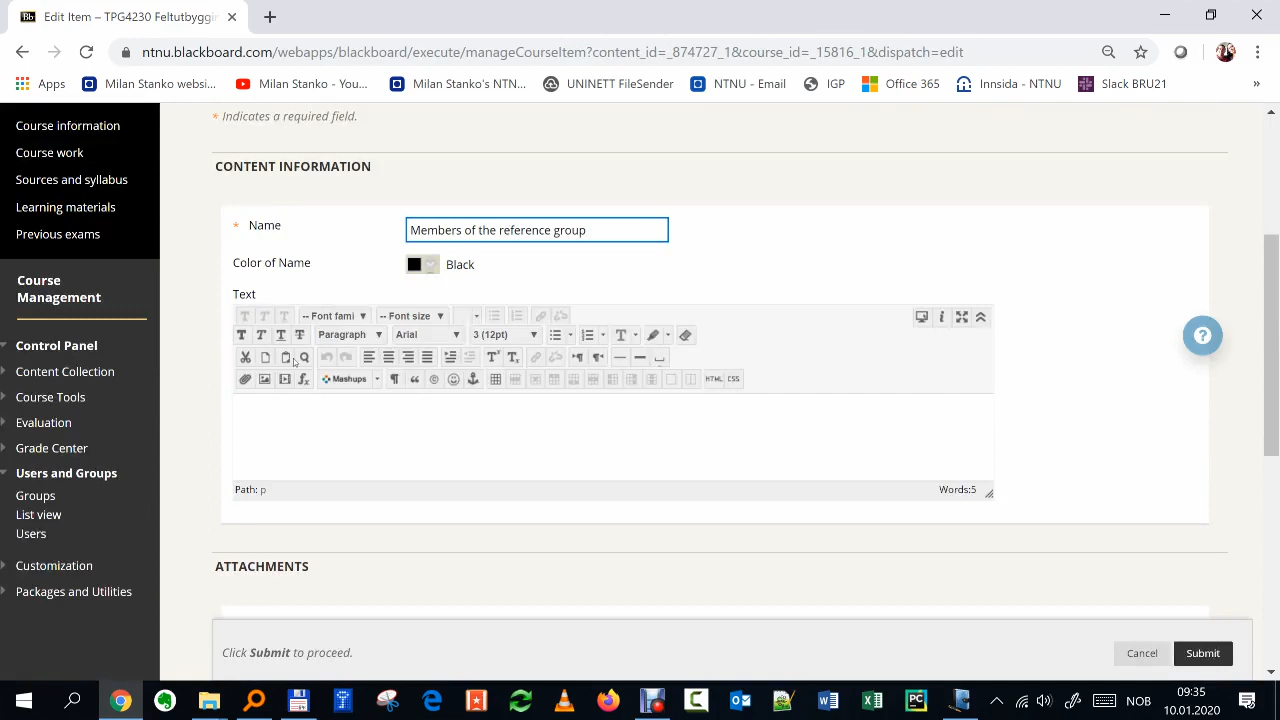 Bb Edit Item – TPG4230 Feltutbyggin
ntnu.blackboard.com/webapps/blackboard/execute/manageCourseItem?content_id=_874727_1&course_id=_15816_1&dispatch=edit
Apps Milan Stanko websi... Milan Stanko - You... Milan Stanko's NTN... UNINETT FileSender NTNU - Email IGP Office 365 Innsida - NTNU Slack BRU21 »
Course information
Course work
Sources and syllabus
Learning materials
Previous exams
Course Management
Control Panel
Content Collection
Course Tools
Evaluation
Grade Center
Users and Groups
Groups
List view
Users
Customization
Packages and Utilities
* Indicates a required field.
CONTENT INFORMATION
* Name Members of the reference group
Color of Name Black
Text
T T T -- Font fami -- Font size
T T T T Paragraph Arial 3 (12pt) T
Mashups HTML CSS
Path: p Words:5
ATTACHMENTS
Click Submit to proceed. Cancel Submit
NOB 09:35
10.01.2020